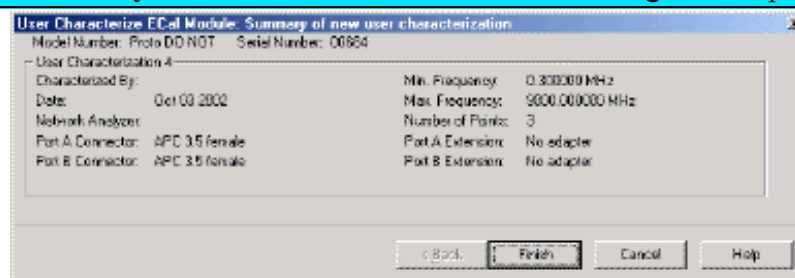 User Characterize ECal Module: Summary of new user characterization
Model Number: Proto DO NOT Serial Number: 00684
User Characterization 4
Characterized By: Min. Frequency: 0.300000 MHz
Date: Oct 03 2002 Max. Frequency: 9000.000000 MHz
Network Analyzer: Number of Points: 3
Port A Connector: APC 3.5 female Port A Extension: No adapter
Port B Connector: APC 3.5 female Port B Extension: No adapter
< Back Finish Cancel Help